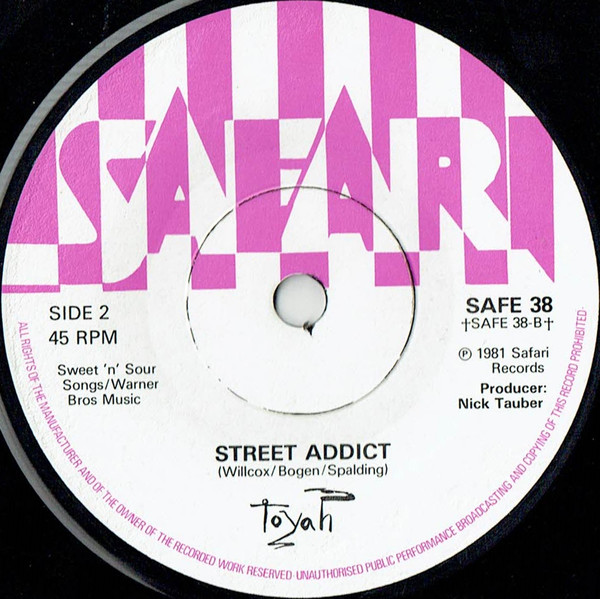 SAFARI
SIDE 2
45 RPM
SAFE 38
†SAFE 38-B†
Sweet 'n' Sour
Songs/Warner
Bros Music
℗ 1981 Safari
Records
Producer:
Nick Tauber
STREET ADDICT
(Willcox/Bogen/Spalding)
Toyah
ALL RIGHTS OF THE MANUFACTURER AND OF THE OWNER OF THE RECORDED WORK RESERVED·UNAUTHORISED PUBLIC PERFORMANCE BROADCASTING AND COPYING OF THIS RECORD PROHIBITED·